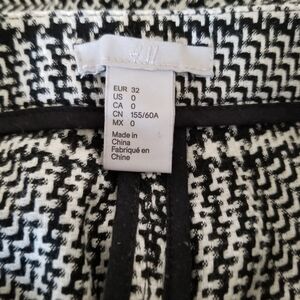 H&M
EUR 32
US 0
CA 0
CN 155/60A
MX 0
Made in
China
Fabriqué en
Chine